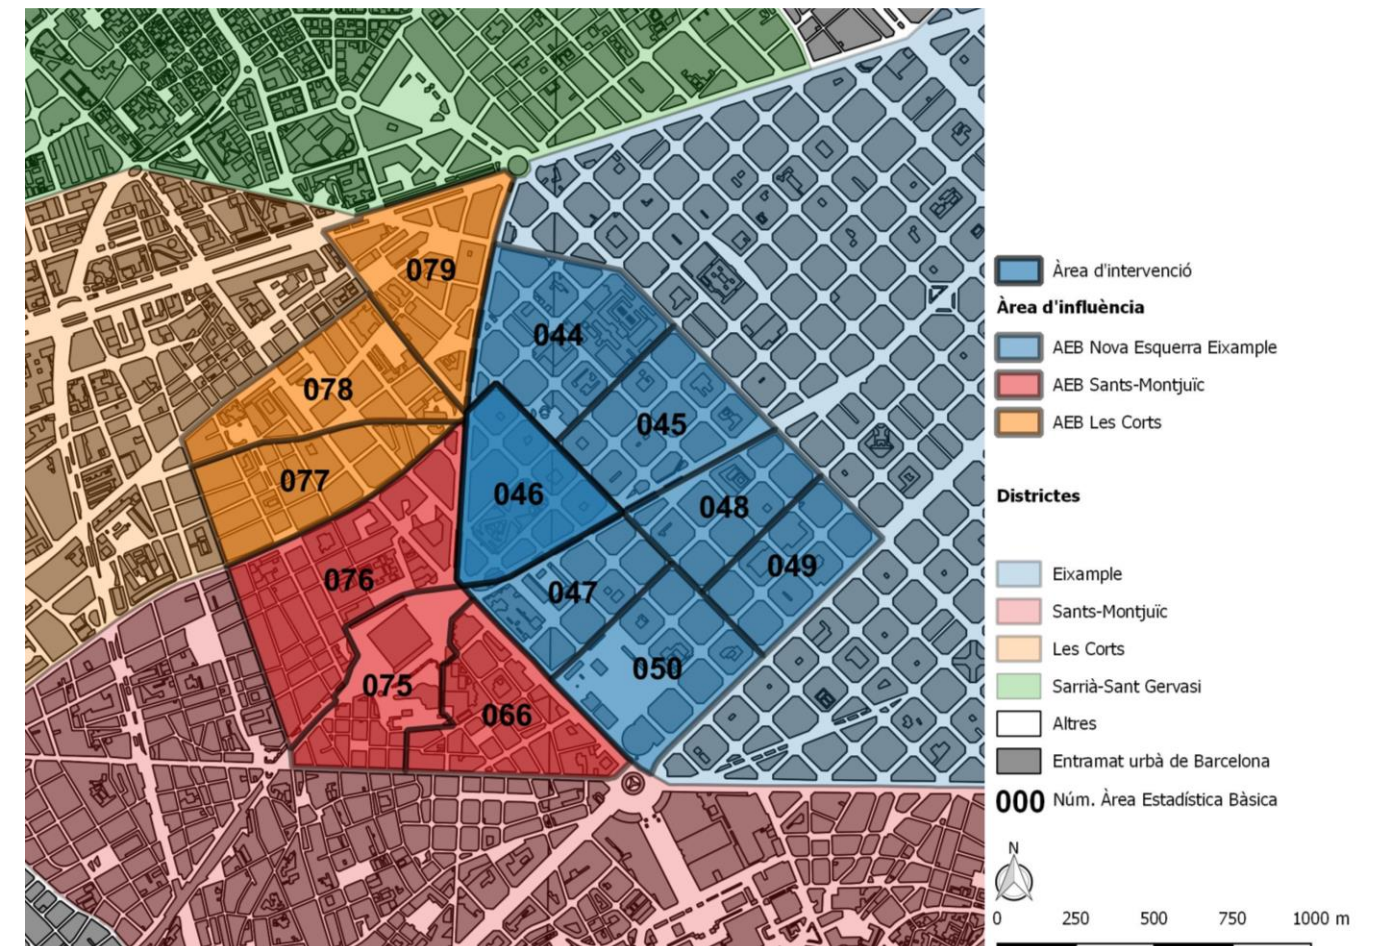 079
044
078
045
077
046
048
076
049
047
050
075
066
Àrea d'intervenció
Àrea d'influència
AEB Nova Esquerra Eixample
AEB Sants-Montjuïc
AEB Les Corts
Districtes
Eixample
Sants-Montjuïc
Les Corts
Sarrià-Sant Gervasi
Altres
Entramat urbà de Barcelona
000 Núm. Àrea Estadística Bàsica
N
0 250 500 750 1000 m